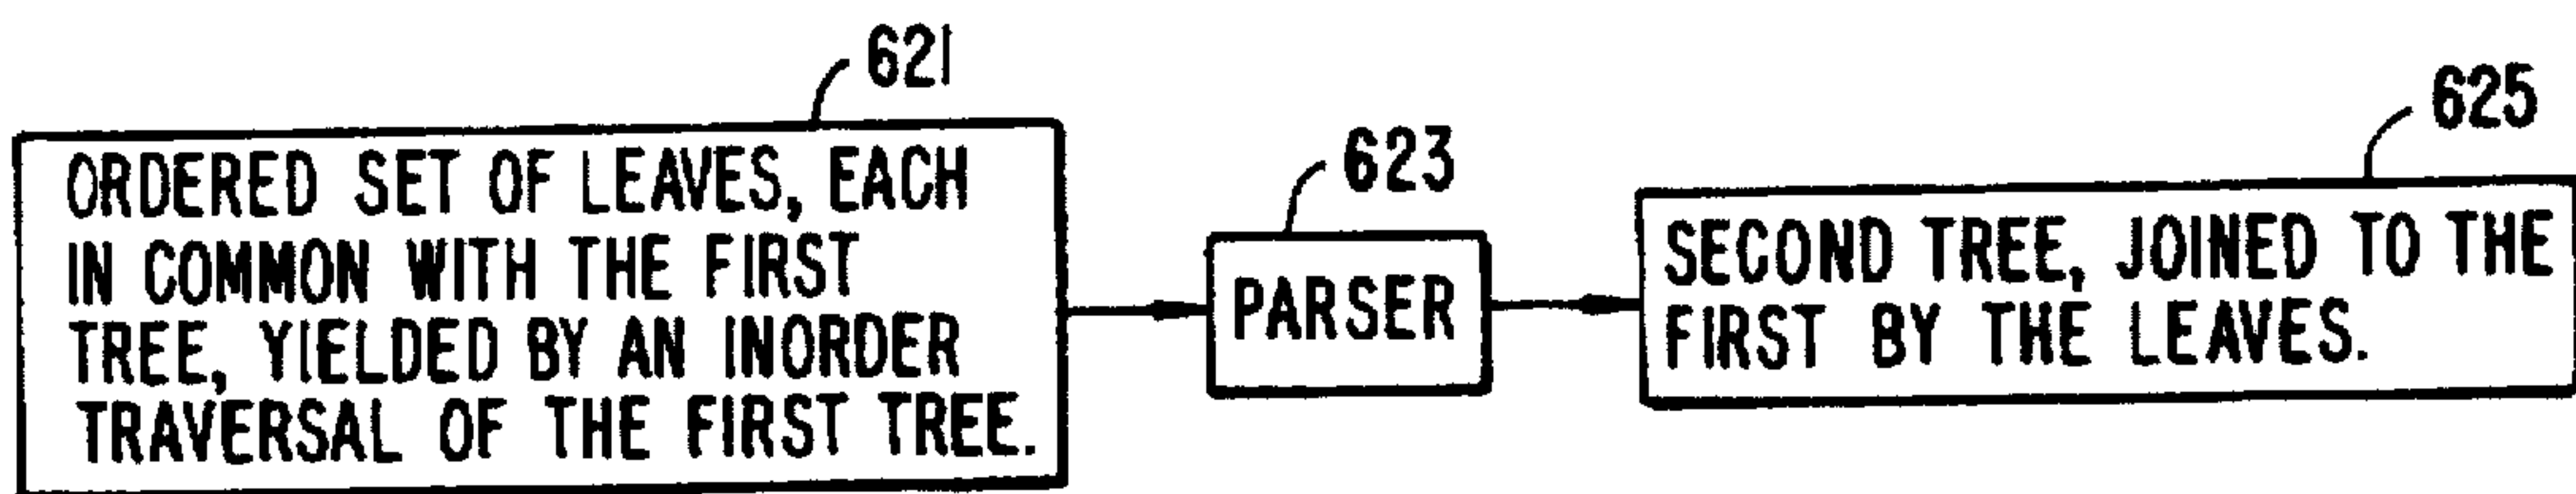 621
ORDERED SET OF LEAVES, EACH
IN COMMON WITH THE FIRST
TREE, YIELDED BY AN INORDER
TRAVERSAL OF THE FIRST TREE.
623
PARSER
625
SECOND TREE, JOINED TO THE
FIRST BY THE LEAVES.